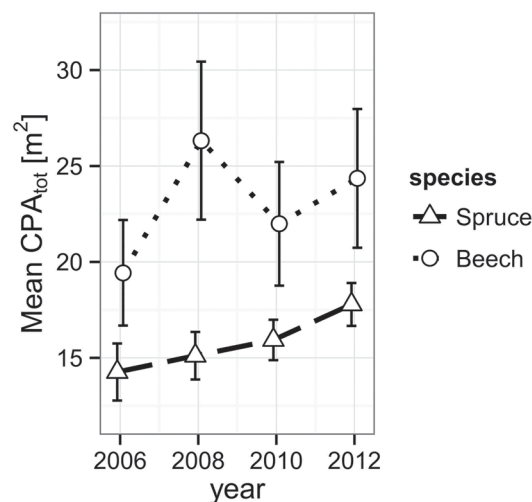 Mean CPAtot [m²]
30
25
20
15
2006 2008 2010 2012
year
species
Spruce
Beech